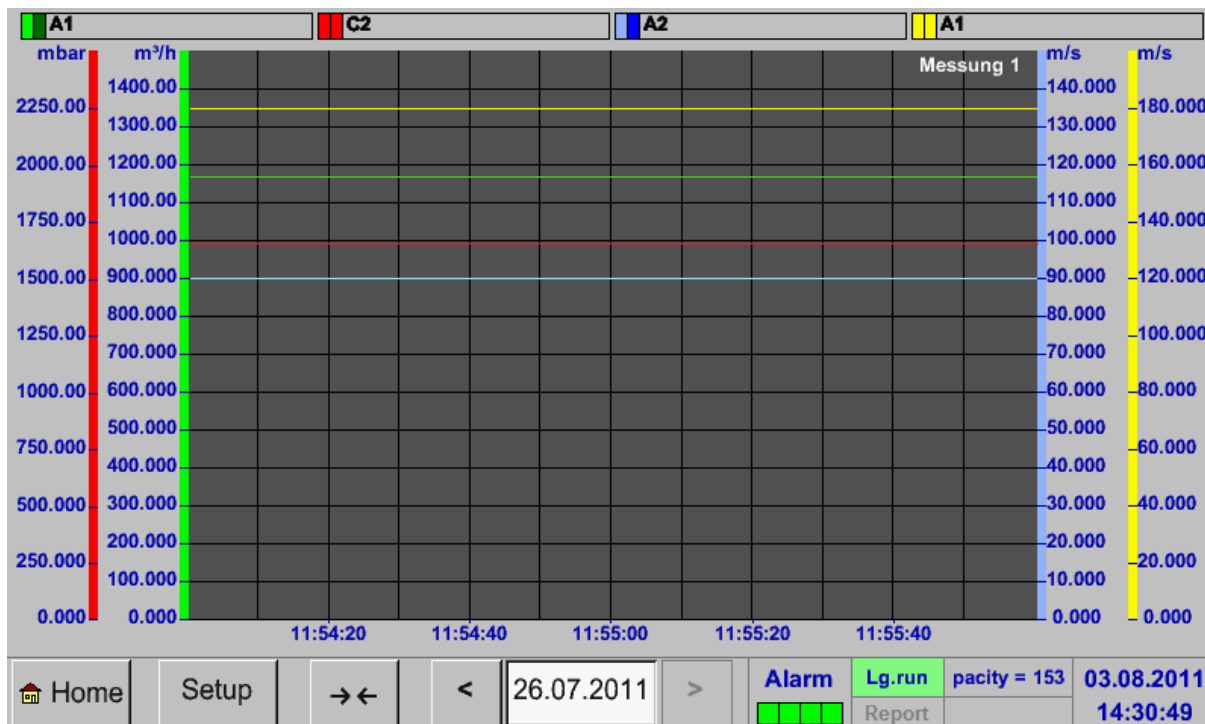 A1 C2 A2 A1
mbar m³/h m/s m/s
Messung 1
1400.00 140.000
2250.00 180.000
1300.00 130.000
2000.00 1200.00 120.000 160.000
1100.00 110.000
1750.00 140.000
1000.00 100.000
1500.00 900.000 90.000 120.000
800.000 80.000
1250.00 100.000
700.000 70.000
1000.00 600.000 60.000 80.000
500.000 50.000
750.000 60.000
400.000 40.000
500.000 300.000 30.000 40.000
200.000 20.000
250.000 20.000
100.000 10.000
0.000 0.000 0.000 0.000
11:54:20 11:54:40 11:55:00 11:55:20 11:55:40
Home Setup →← < 26.07.2011 > Alarm Lg.run pacity = 153 03.08.2011
Report 14:30:49